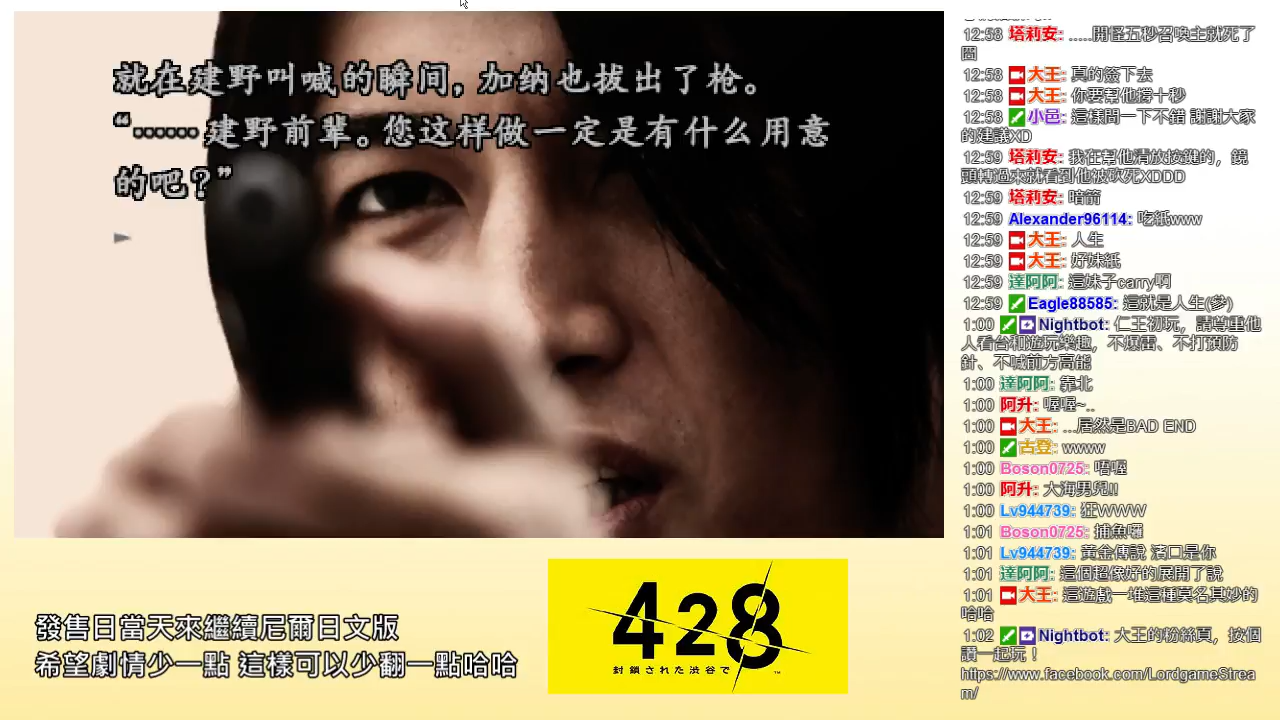 就在建野叫喊的瞬间，加纳也拔出了枪。
“……建野前辈。您这样做一定是有什么用意
的吧？”
12:58 塔莉安: .....開怪五秒召喚主就死了
囧
12:58 大王: 真的簽下去
12:58 大王: 你要幫他撐十秒
12:58 小邑: 這樣問一下不錯 謝謝大家
的建議XD
12:59 塔莉安: 我在幫他清放按鍵的，鏡
頭轉過來就看到他被吹死XDDD
12:59 塔莉安: 暗箭
12:59 Alexander96114: 吃紙www
12:59 大王: 人生
12:59 大王: 好妹紙
12:59 達阿阿: 這妹子carry啊
12:59 Eagle88585: 這就是人生(參)
1:00 Nightbot: 仁王初玩，請尊重他
人看台和遊玩樂趣，不爆雷、不打預防
針、不喊前方高能
1:00 達阿阿: 靠北
1:00 阿升: 喔喔~..
1:00 大王: ...居然是BAD END
1:00 古登: wwww
1:00 Boson0725: 唔喔
1:00 阿升: 大海男兒!!
1:00 Lv944739: 狂WWW
1:01 Boson0725: 捕魚囉
1:01 Lv944739: 黃金傳說 濱口是你
1:01 達阿阿: 這個超像好的展開了說
1:01 大王: 這遊戲一堆這種莫名其妙的
哈哈
1:02 Nightbot: 大王的粉絲頁，按個
讚一起玩！
https://www.facebook.com/LordgameStrea
m/
發售日當天來繼續尼爾日文版
希望劇情少一點 這樣可以少翻一點哈哈
428
封鎖された渋谷で
™